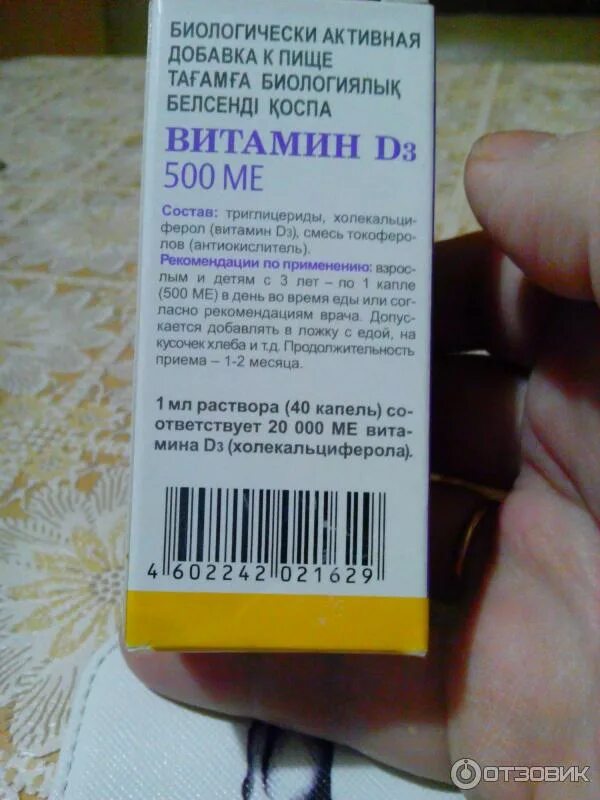 БИОЛОГИЧЕСКИ АКТИВНАЯ
ДОБАВКА К ПИЩЕ
ТАҒАМҒА БИОЛОГИЯЛЫҚ
БЕЛСЕНДІ ҚОСПА
ВИТАМИН D3
500 МЕ
Состав: триглицериды, холекальци-
ферол (витамин D3), смесь токоферо-
лов (антиокислитель).
Рекомендации по применению: взрос-
лым и детям с 3 лет – по 1 капле
(500 МЕ) в день во время еды или сог-
ласно рекомендациям врача. Допус-
кается добавлять в ложку с едой, на
кусочек хлеба и т.д. Продолжительность
приема – 1-2 месяца.
1 мл раствора (40 капель) со-
ответствует 20 000 МЕ вита-
мина D3 (холекальциферола).
4 602242 021629
ОТЗОВИК